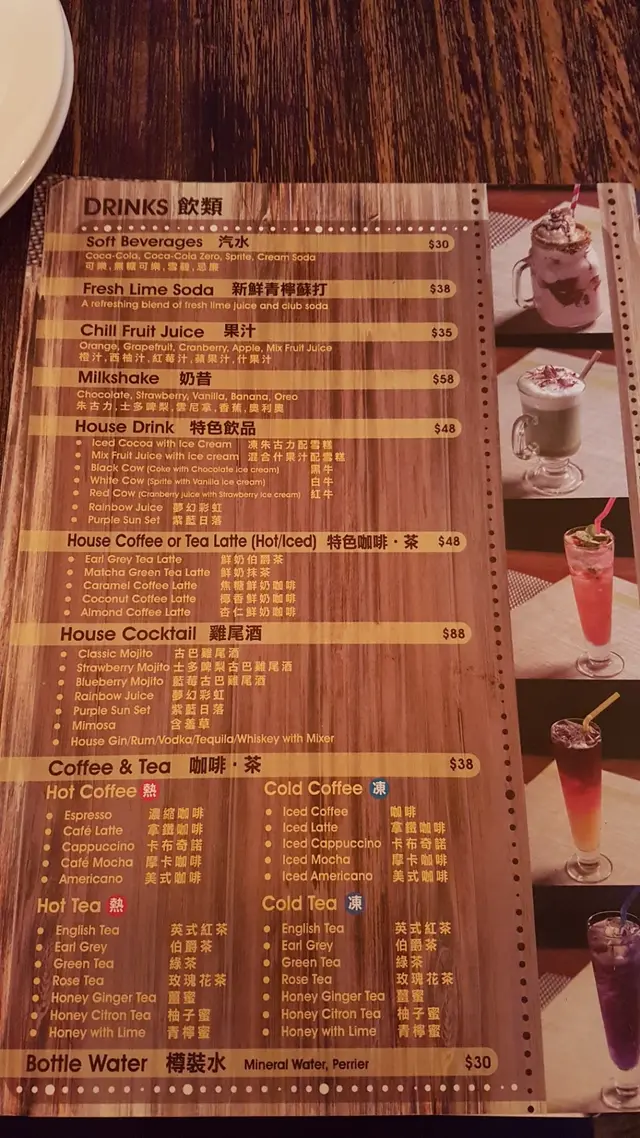 DRINKS 飲類
Soft Beverages 汽水 $30
Coca-Cola, Coca-Cola Zero, Sprite, Cream Soda
可樂,焦糖可樂,雪碧,忌廉
Fresh Lime Soda 新鮮青檸蘇打 $38
A refreshing blend of fresh lime juice and club soda
Chill Fruit Juice 果汁 $35
Orange, Grapefruit, Cranberry, Apple, Mix Fruit Juice
橙汁,西柚汁,紅莓汁,蘋果汁,什果汁
Milkshake 奶昔 $58
Chocolate, Strawberry, Vanilla, Banana, Oreo
朱古力,士多啤梨,雲尼拿,香蕉,奧利奧
House Drink 特色飲品 $48
Iced Cocoa with Ice Cream 凍朱古力配雪糕
Mix Fruit Juice with ice cream 混合什果汁配雪糕
Black Cow (Coke with Chocolate ice cream) 黑牛
White Cow (Sprite with Vanilla ice cream) 白牛
Red Cow (Cranberry juice with Strawberry ice cream) 紅牛
Rainbow Juice 夢幻彩虹
Purple Sun Set 紫藍日落
House Coffee or Tea Latte (Hot/Iced) 特色咖啡・茶 $48
Earl Grey Tea Latte 鮮奶伯爵茶
Matcha Green Tea Latte 鮮奶抹茶
Caramel Coffee Latte 焦糖鮮奶咖啡
Coconut Coffee Latte 椰香鮮奶咖啡
Almond Coffee Latte 杏仁鮮奶咖啡
House Cocktail 雞尾酒 $88
Classic Mojito 古巴雞尾酒
Strawberry Mojito 士多啤梨古巴雞尾酒
Blueberry Mojito 藍莓古巴雞尾酒
Rainbow Juice 夢幻彩虹
Purple Sun Set 紫藍日落
Mimosa 含羞草
House Gin/Rum/Vodka/Tequila/Whiskey with Mixer
Coffee & Tea 咖啡・茶 $38
Hot Coffee 熱
Espresso 濃縮咖啡
Café Latte 拿鐵咖啡
Cappuccino 卡布奇諾
Café Mocha 摩卡咖啡
Americano 美式咖啡
Cold Coffee 凍
Iced Coffee 咖啡
Iced Latte 拿鐵咖啡
Iced Cappuccino 卡布奇諾
Iced Mocha 摩卡咖啡
Iced Americano 美式咖啡
Hot Tea 熱
English Tea 英式紅茶
Earl Grey 伯爵茶
Green Tea 綠茶
Rose Tea 玫瑰花茶
Honey Ginger Tea 薑蜜
Honey Citron Tea 柚子蜜
Honey with Lime 青檸蜜
Cold Tea 凍
English Tea 英式紅茶
Earl Grey 伯爵茶
Green Tea 綠茶
Rose Tea 玫瑰花茶
Honey Ginger Tea 薑蜜
Honey Citron Tea 柚子蜜
Honey with Lime 青檸蜜
Bottle Water 樽裝水 Mineral Water, Perrier $30